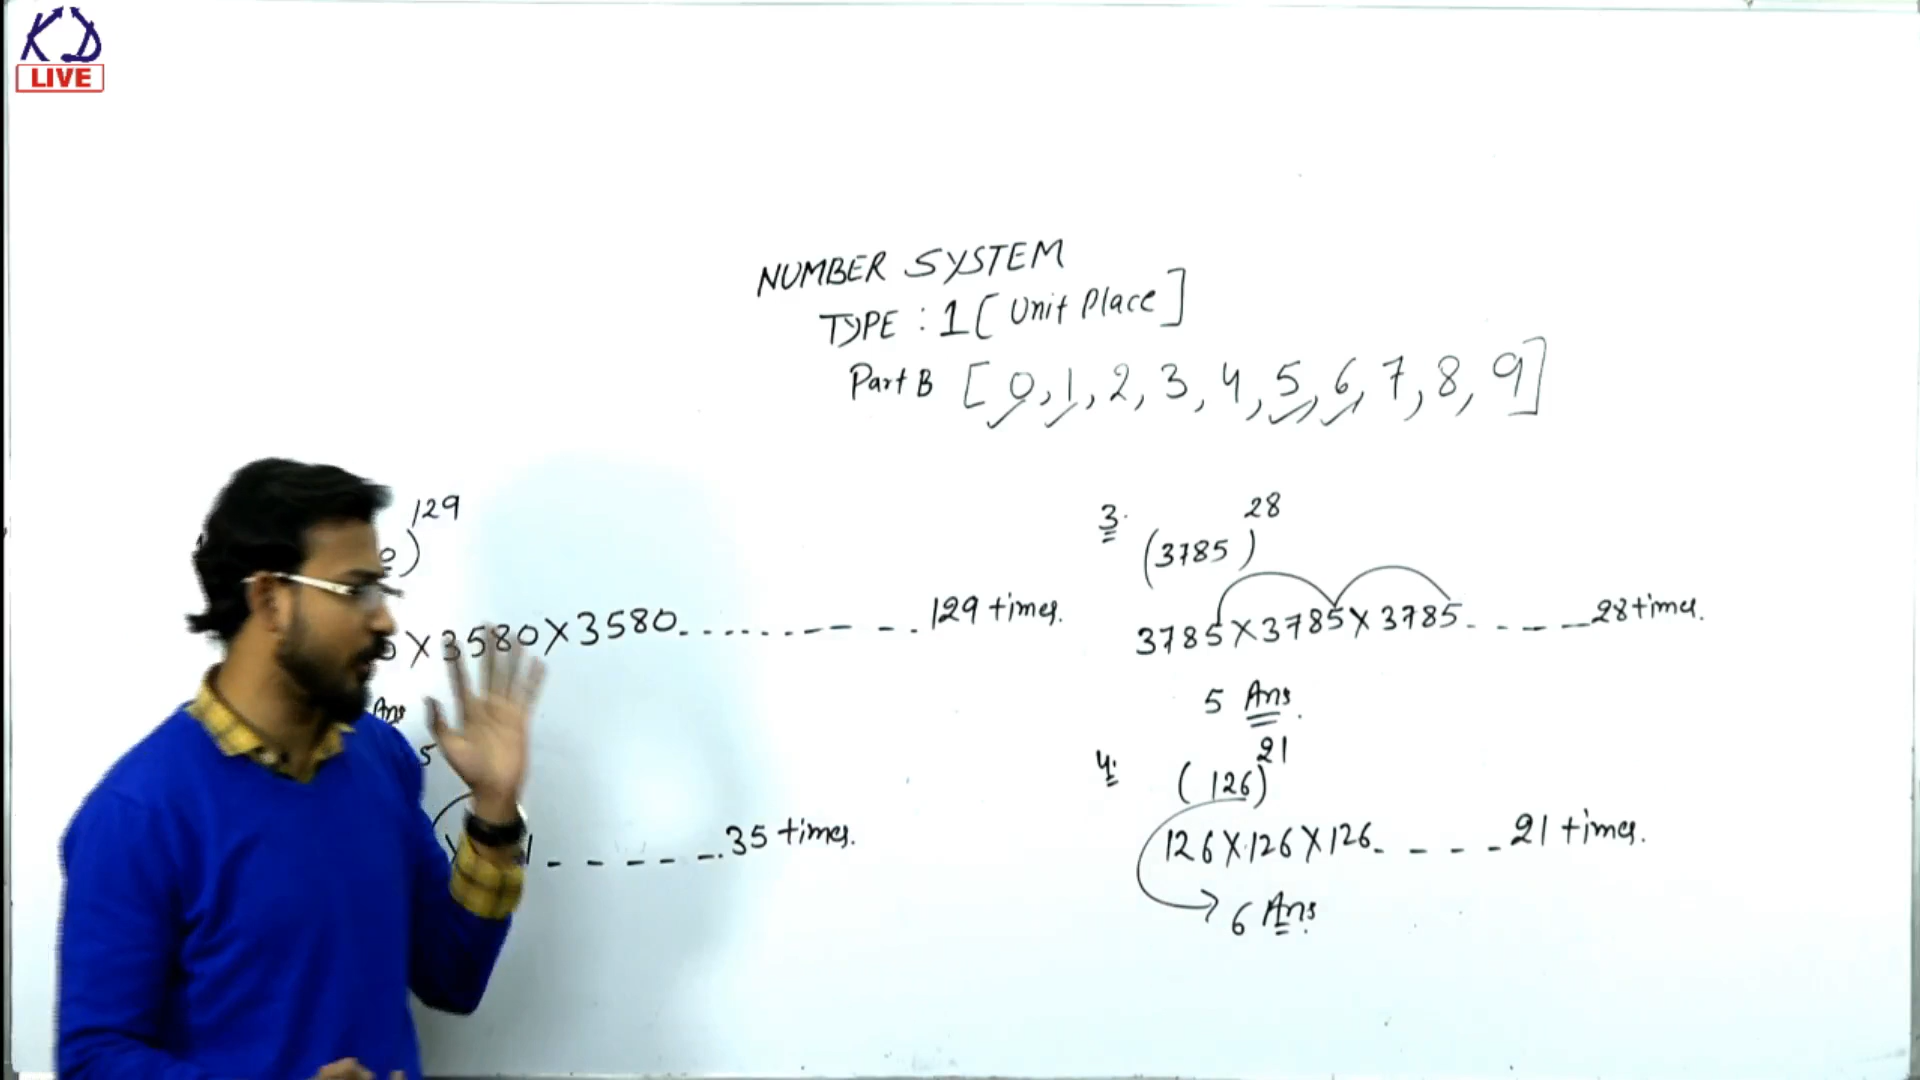 KD
LIVE
NUMBER SYSTEM
TYPE : 1 [ Unit Place ]
Part B [ 0, 1, 2, 3, 4, 5, 6, 7, 8, 9 ]
)^129
× 3580 × 3580 ........ - - - . 129 times.
Ans
5
- - - - - - . 35 times.
3.
(3785)^28
3785 × 3785 × 3785 . - - - - 28 times.
5 Ans.
4.
(126)^21
126 × 126 × 126 . - - - - 21 times.
6 Ans.